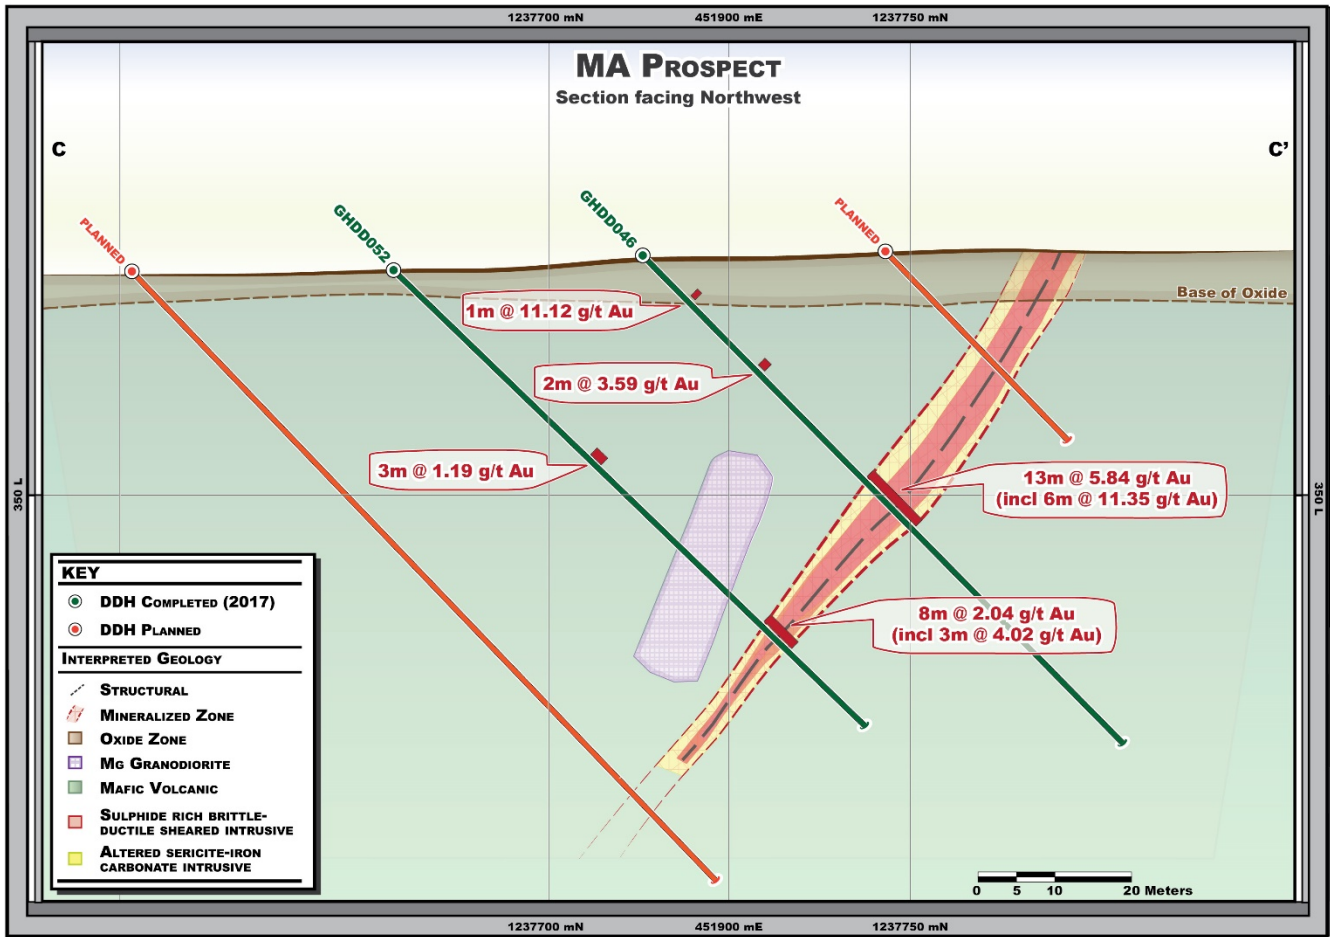 1237700 mN
451900 mE
1237750 mN
MA Prospect
Section facing Northwest
C
C'
PLANNED
GHDD052
GHDD046
PLANNED
1m @ 11.12 g/t Au
Base of Oxide
2m @ 3.59 g/t Au
3m @ 1.19 g/t Au
13m @ 5.84 g/t Au
(incl 6m @ 11.35 g/t Au)
350 L
350 L
8m @ 2.04 g/t Au
(incl 3m @ 4.02 g/t Au)
KEY
DDH Completed (2017)
DDH Planned
Interpreted Geology
Structural
Mineralized Zone
Oxide Zone
Mg Granodiorite
Mafic Volcanic
Sulphide rich brittle-
ductile sheared intrusive
Altered sericite-iron
carbonate intrusive
0 5 10 20 Meters
1237700 mN
451900 mE
1237750 mN